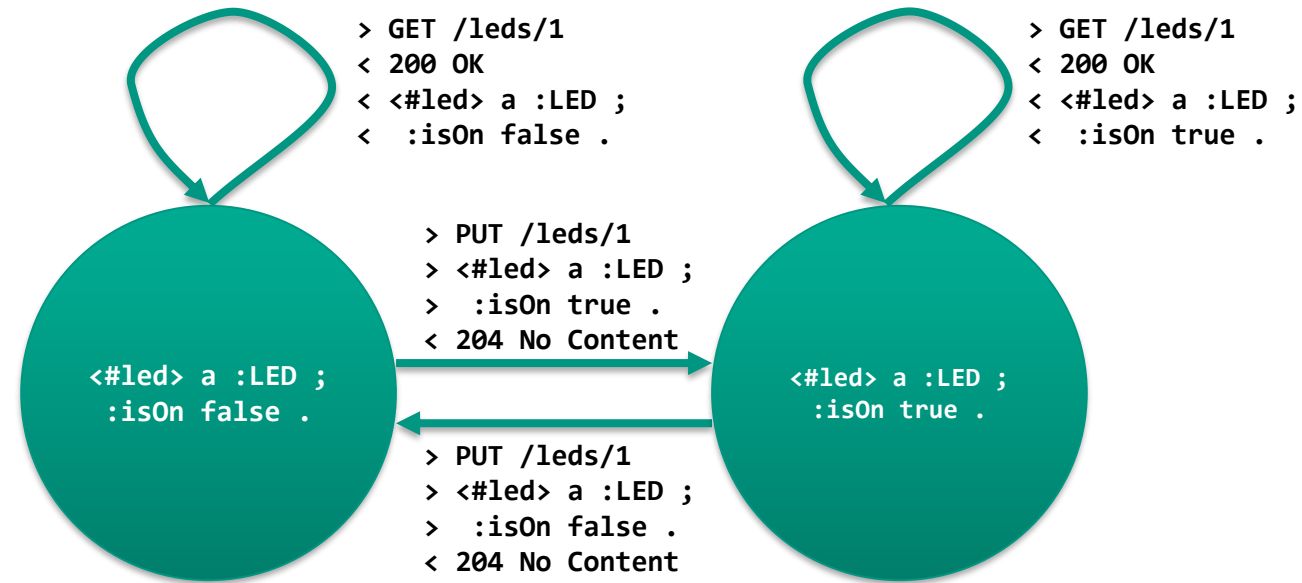 > GET /leds/1
< 200 OK
< <#led> a :LED ;
<  :isOn false .
> GET /leds/1
< 200 OK
< <#led> a :LED ;
<  :isOn true .
> PUT /leds/1
> <#led> a :LED ;
>  :isOn true .
< 204 No Content
<#led> a :LED ;
:isOn false .
<#led> a :LED ;
:isOn true .
> PUT /leds/1
> <#led> a :LED ;
>  :isOn false .
< 204 No Content